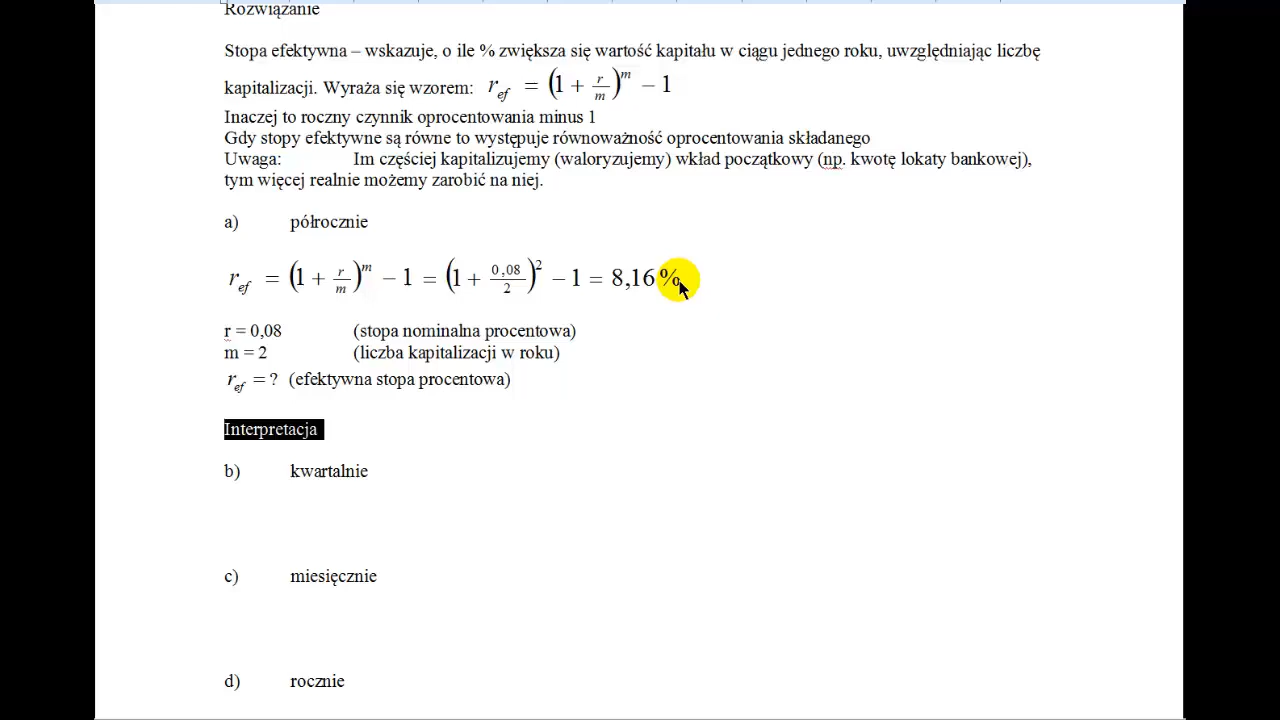 Rozwiązanie
Stopa efektywna – wskazuje, o ile % zwiększa się wartość kapitału w ciągu jednego roku, uwzględniając liczbę
kapitalizacji. Wyraża się wzorem: r_ef = (1 + r/m)^m − 1
Inaczej to roczny czynnik oprocentowania minus 1
Gdy stopy efektywne są równe to występuje równoważność oprocentowania składanego
Uwaga: Im częściej kapitalizujemy (waloryzujemy) wkład początkowy (np. kwotę lokaty bankowej),
tym więcej realnie możemy zarobić na niej.
a) półrocznie
r_ef = (1 + r/m)^m − 1 = (1 + 0,08/2)^2 − 1 = 8,16%
r = 0,08 (stopa nominalna procentowa)
m = 2 (liczba kapitalizacji w roku)
r_ef = ? (efektywna stopa procentowa)
Interpretacja
b) kwartalnie
c) miesięcznie
d) rocznie